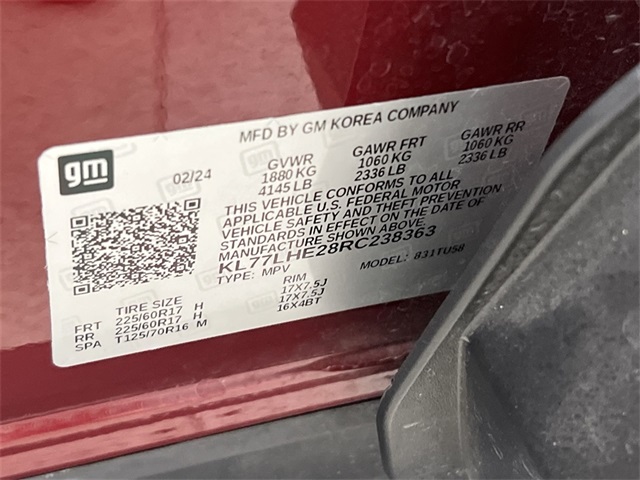 MFD BY GM KOREA COMPANY
gm
02/24
GVWR GAWR FRT GAWR RR
1880 KG 1060 KG 1060 KG
4145 LB 2336 LB 2336 LB
THIS VEHICLE CONFORMS TO ALL
APPLICABLE U.S. FEDERAL MOTOR
VEHICLE SAFETY AND THEFT PREVENTION
STANDARDS IN EFFECT ON THE DATE OF
MANUFACTURE SHOWN ABOVE.
KL77LHE28RC238363
TYPE: MPV MODEL: 831TU58
TIRE SIZE RIM
FRT 225/60R17 H 17X7.5J
RR 225/60R17 H 17X7.5J
SPA T125/70R16 M 16X4BT